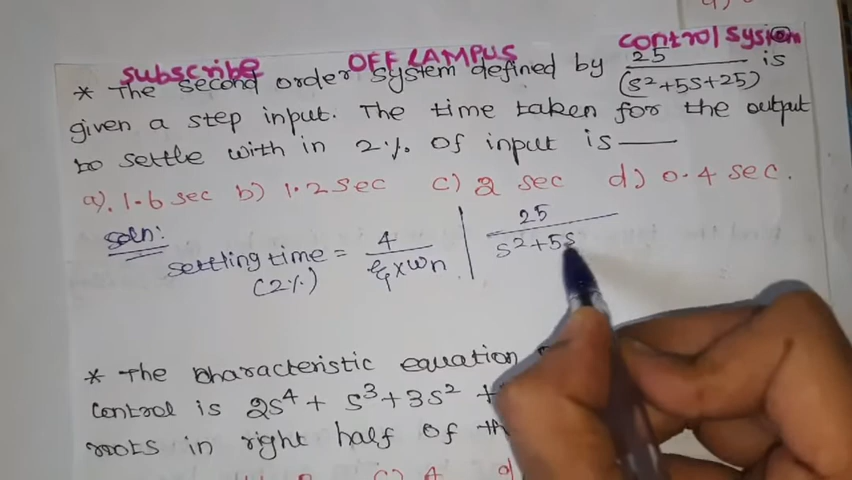 subscribe OFF CAMPUS control system
* The second order system defined by 25/(s²+5s+25) is
given a step input. The time taken for the output
to settle with in 2% of input is ——
a). 1.6 sec b) 1.2 sec c) 2 sec d) 0.4 sec.
soln:
settling time = 4/(ξ×ωn) | 25/s²+5s
(2%)
* The characteristic equation
control is 2s⁴ + s³+3s² +
roots in right half of th